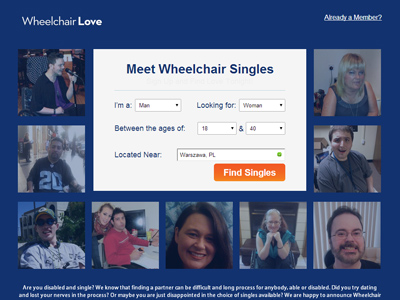 Wheelchair Love
Already a Member?
Meet Wheelchair Singles
I'm a: Man Looking for: Woman
Between the ages of: 18 & 40
Located Near: Warszawa, PL
Find Singles
20
Are you disabled and single? We know that finding a partner can be difficult and long process for anybody, able or disabled. Did you try dating
and lost your nerves in the process? Or maybe you are just disappointed in the choice of singles available? We are happy to announce Wheelchair